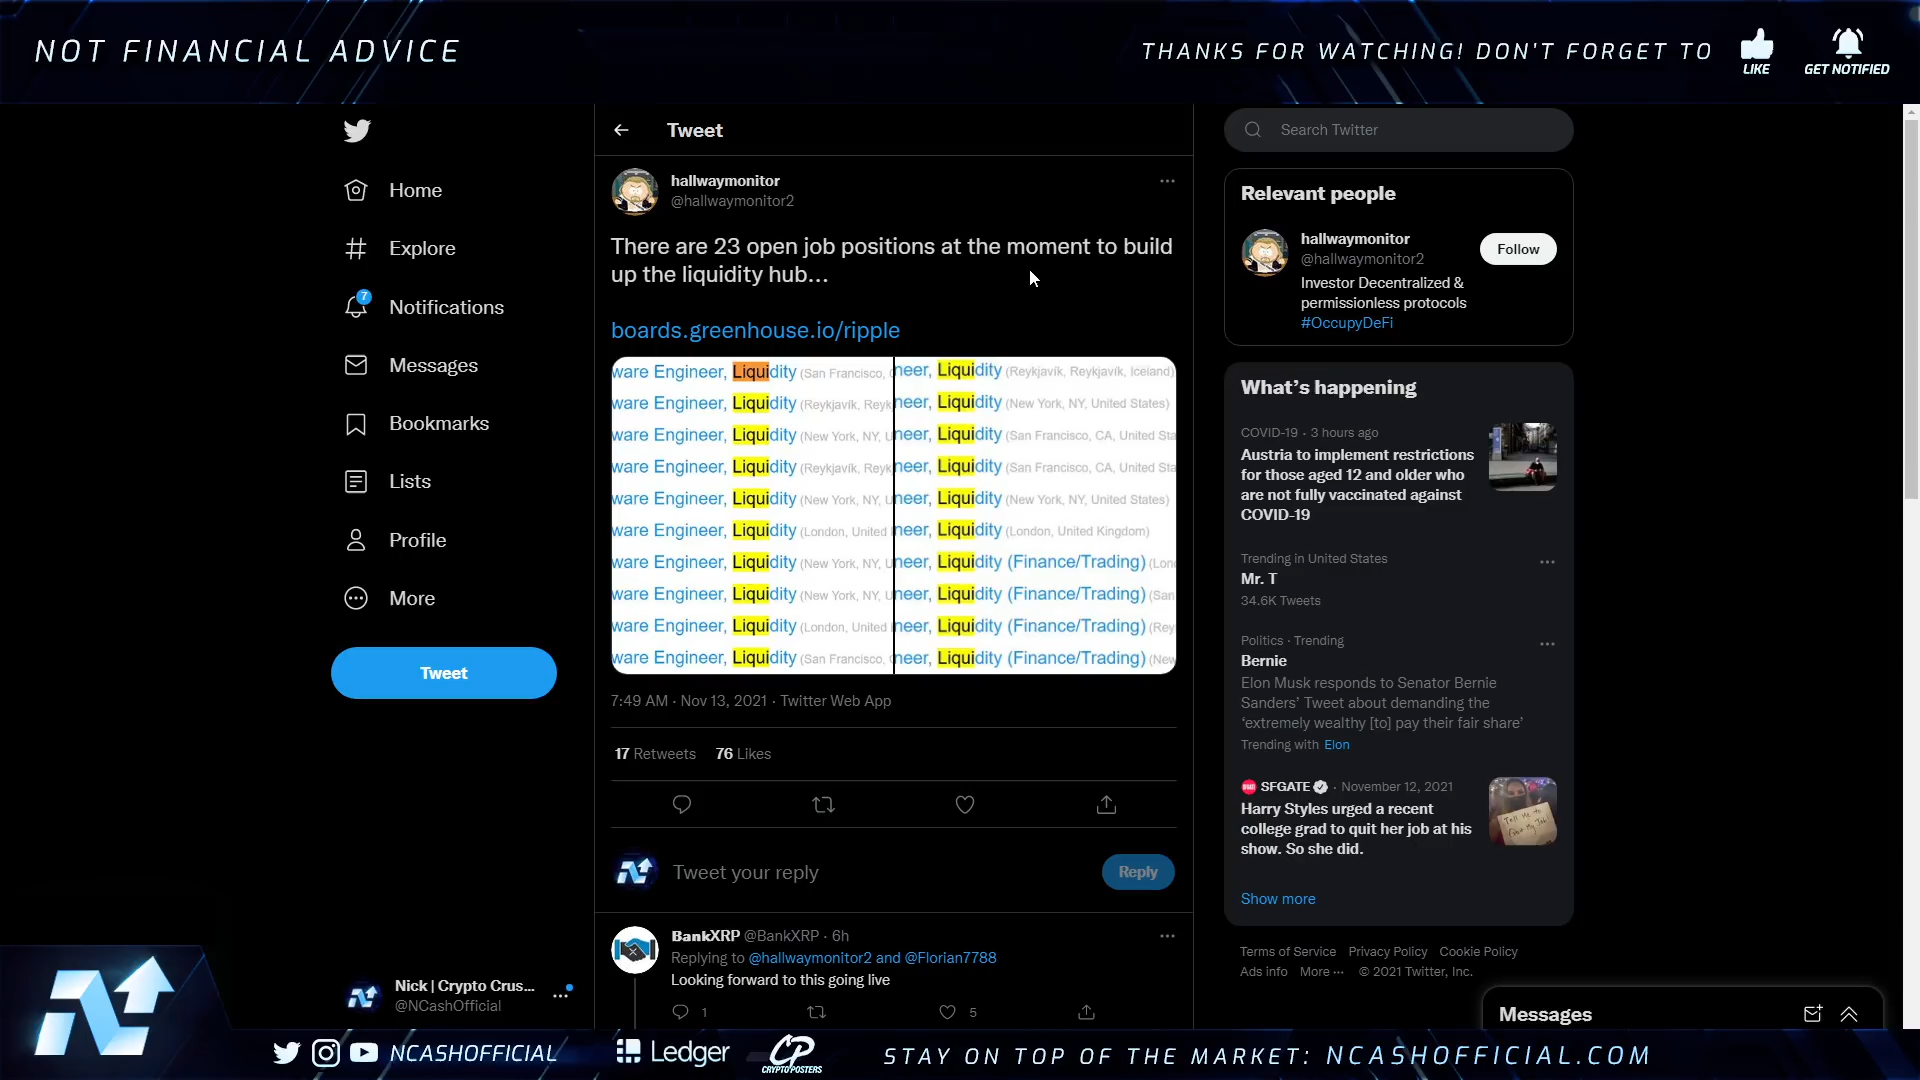 NOT FINANCIAL ADVICE
THANKS FOR WATCHING! DON'T FORGET TO
LIKE
GET NOTIFIED
Home
Explore
7
Notifications
Messages
Bookmarks
Lists
Profile
More
Tweet
Nick | Crypto Crus...
@NCashOfficial
Tweet
hallwaymonitor
@hallwaymonitor2
There are 23 open job positions at the moment to build
up the liquidity hub...
boards.greenhouse.io/ripple
ware Engineer, Liquidity (San Francisco, C
ware Engineer, Liquidity (Reykjavík, Reyk
ware Engineer, Liquidity (New York, NY, U
ware Engineer, Liquidity (Reykjavík, Reyk
ware Engineer, Liquidity (New York, NY, U
ware Engineer, Liquidity (London, United
ware Engineer, Liquidity (New York, NY, U
ware Engineer, Liquidity (New York, NY, U
ware Engineer, Liquidity (London, United
ware Engineer, Liquidity (San Francisco, C
neer, Liquidity (Reykjavík, Reykjavík, Iceland)
neer, Liquidity (New York, NY, United States)
neer, Liquidity (San Francisco, CA, United Sta
neer, Liquidity (San Francisco, CA, United Sta
neer, Liquidity (New York, NY, United States)
neer, Liquidity (London, United Kingdom)
neer, Liquidity (Finance/Trading) (Lon
neer, Liquidity (Finance/Trading) (San
neer, Liquidity (Finance/Trading) (Rey
neer, Liquidity (Finance/Trading) (New
7:49 AM · Nov 13, 2021 · Twitter Web App
17 Retweets 76 Likes
Tweet your reply
Reply
BankXRP @BankXRP · 6h
Replying to @hallwaymonitor2 and @Florian7788
Looking forward to this going live
1
5
Search Twitter
Relevant people
hallwaymonitor
@hallwaymonitor2
Follow
Investor Decentralized &
permissionless protocols
#OccupyDeFi
What's happening
COVID-19 · 3 hours ago
Austria to implement restrictions
for those aged 12 and older who
are not fully vaccinated against
COVID-19
Trending in United States
Mr. T
34.6K Tweets
Politics · Trending
Bernie
Elon Musk responds to Senator Bernie
Sanders' Tweet about demanding the
'extremely wealthy [to] pay their fair share'
Trending with Elon
SFGATE · November 12, 2021
Harry Styles urged a recent
college grad to quit her job at his
show. So she did.
Show more
Terms of Service Privacy Policy Cookie Policy
Ads info More ··· © 2021 Twitter, Inc.
Messages
NCASHOFFICIAL
Ledger
CP
CRYPTOPOSTERS
STAY ON TOP OF THE MARKET: NCASHOFFICIAL.COM